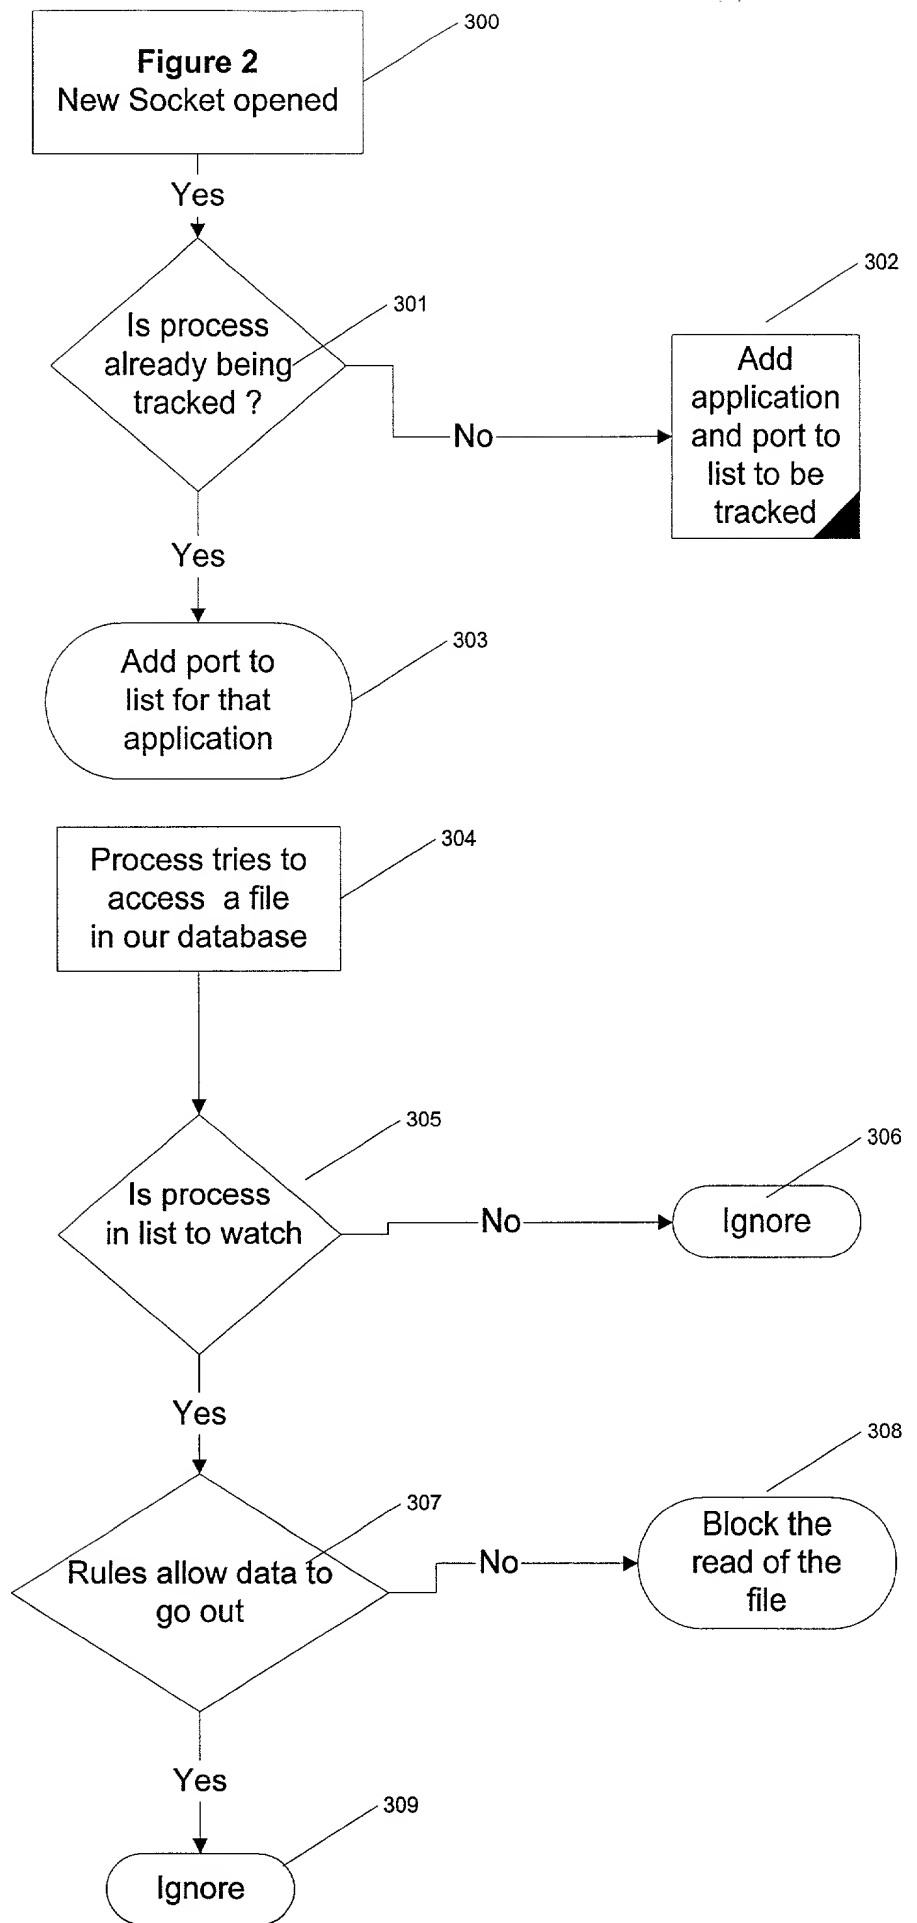 300
Figure 2
New Socket opened
Yes
301
302
Is process
already being
tracked ?
No
Add
application
and port to
list to be
tracked
Yes
303
Add port to
list for that
application
304
Process tries to
access a file
in our database
305
306
Is process
in list to watch
No
Ignore
Yes
308
307
Rules allow data to
go out
No
Block the
read of the
file
Yes
309
Ignore